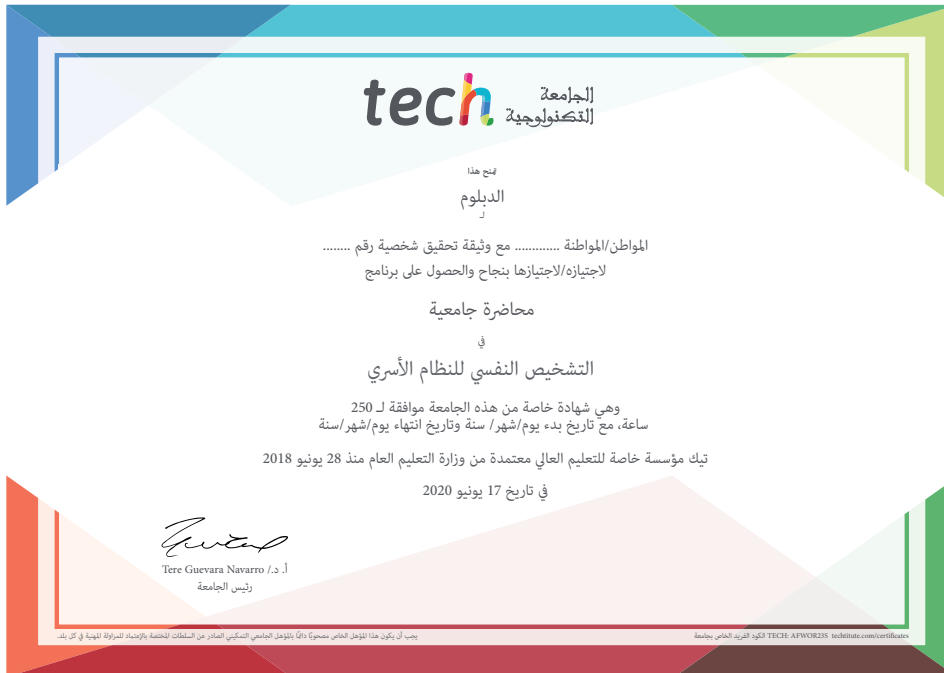 tech الجامعة
التكنولوجية
يمنح هذا
الدبلوم
لـ
المواطن/المواطنة ............ مع وثيقة تحقيق شخصية رقم ........
لاجتيازه/لاجتيازها بنجاح والحصول على برنامج
محاضرة جامعية
في
التشخيص النفسي للنظام الأسري
وهي شهادة خاصة من هذه الجامعة موافقة لـ 250
ساعة، مع تاريخ بدء يوم/شهر/ سنة وتاريخ انتهاء يوم/شهر/سنة
تيك مؤسسة خاصة للتعليم العالي معتمدة من وزارة التعليم العام منذ 28 يونيو 2018
في تاريخ 17 يونيو 2020
أ. د./ Tere Guevara Navarro
رئيس الجامعة
يجب أن يكون هذا المؤهل الخاص مصحوبًا دائمًا بالمؤهل الجامعي التمكيني الصادر عن السلطات المختصة بالإعتماد للمزاولة المهنية في كل بلد.
الكود الفريد الخاص بجامعة TECH: AFWOR23S techtitute.com/certificates